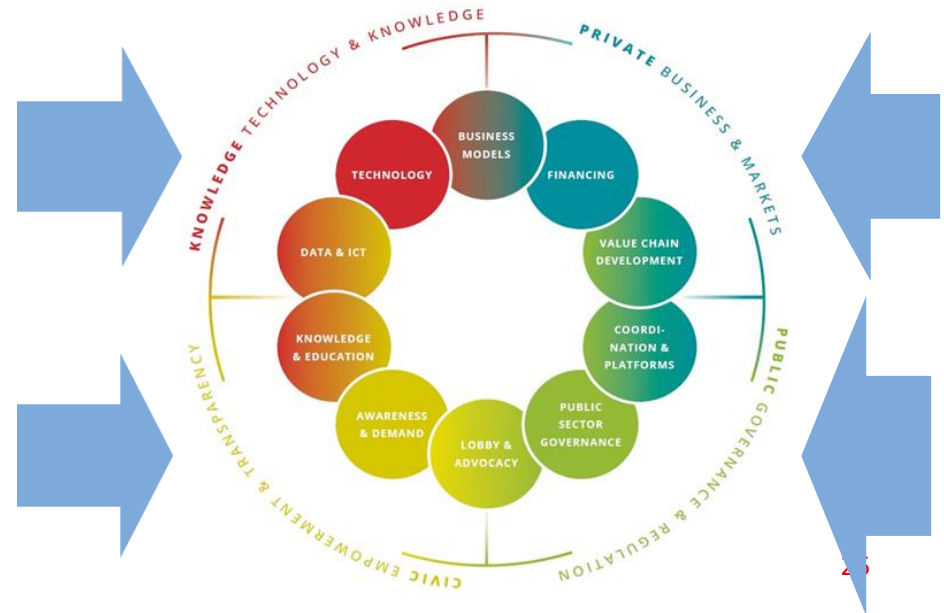 KNOWLEDGE TECHNOLOGY & KNOWLEDGE
PRIVATE BUSINESS & MARKETS
BUSINESS
MODELS
TECHNOLOGY
FINANCING
DATA & ICT
VALUE CHAIN
DEVELOPMENT
KNOWLEDGE
& EDUCATION
COORDI-
NATION &
PLATFORMS
AWARENESS
& DEMAND
PUBLIC
SECTOR
GOVERNANCE
LOBBY &
ADVOCACY
CIVIC EMPOWERMENT & TRANSPARENCY
PUBLIC GOVERNANCE & REGULATION